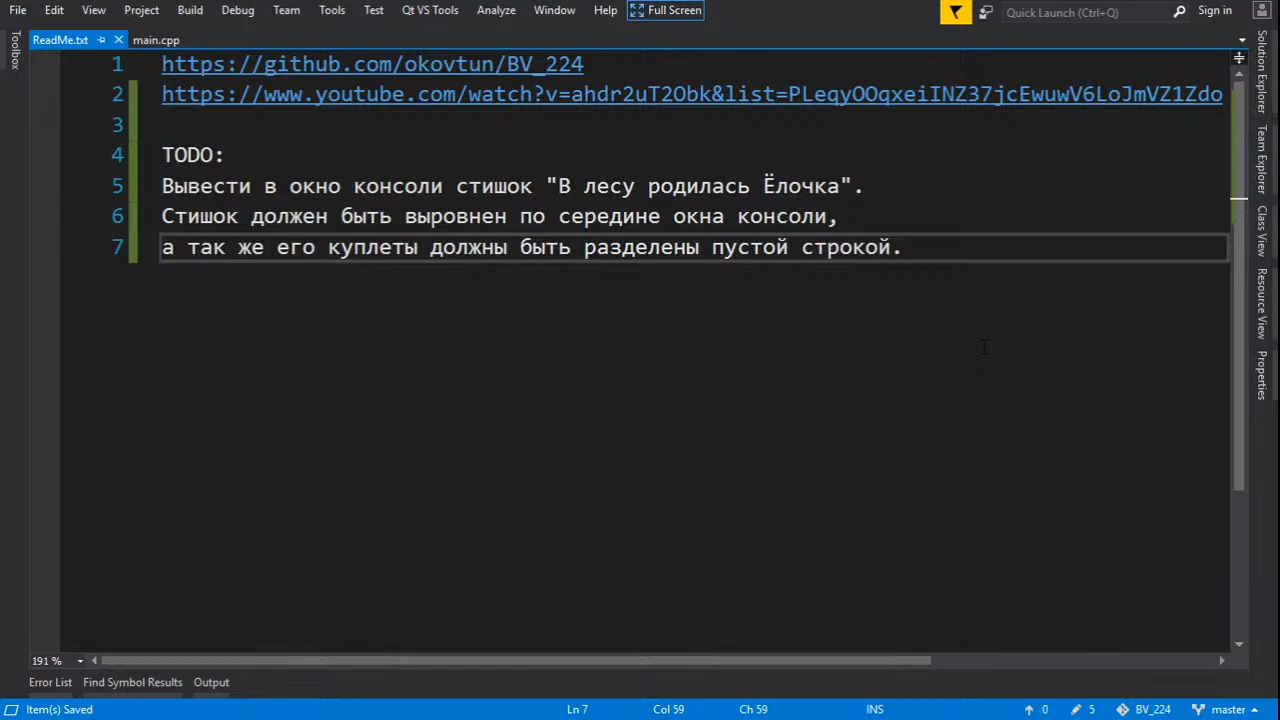 File Edit View Project Build Debug Team Tools Test Qt VS Tools Analyze Window Help Full Screen Quick Launch (Ctrl+Q) Sign in
ReadMe.txt main.cpp
Toolbox
1 https://github.com/okovtun/BV_224
2 https://www.youtube.com/watch?v=ahdr2uT2Obk&list=PLeqyOOqxeiINZ37jcEwuwV6LoJmVZ1Zdo
3
4 TODO:
5 Вывести в окно консоли стишок "В лесу родилась Ёлочка".
6 Стишок должен быть выровнен по середине окна консоли,
7 а так же его куплеты должны быть разделены пустой строкой.
Solution Explorer
Team Explorer
Class View
Resource View
Properties
191 %
Error List Find Symbol Results Output
Item(s) Saved Ln 7 Col 59 Ch 59 INS 0 5 BV_224 master